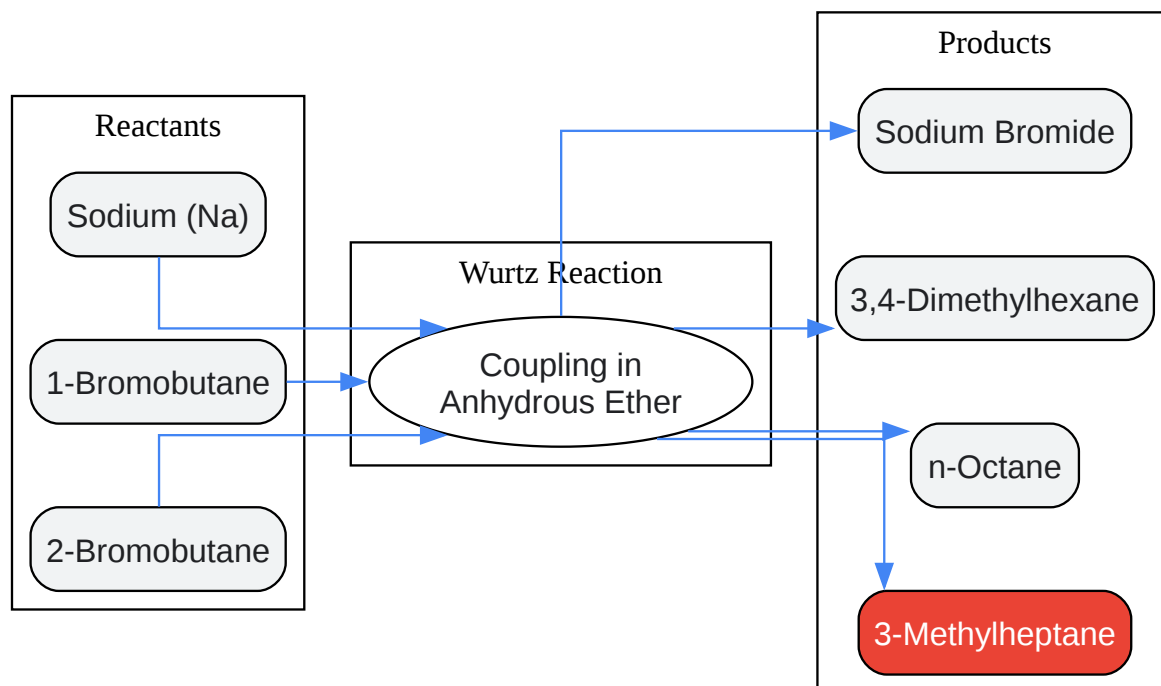 Reactants
Sodium (Na)
1-Bromobutane
2-Bromobutane
Wurtz Reaction
Coupling in
Anhydrous Ether
Products
Sodium Bromide
3,4-Dimethylhexane
n-Octane
3-Methylheptane